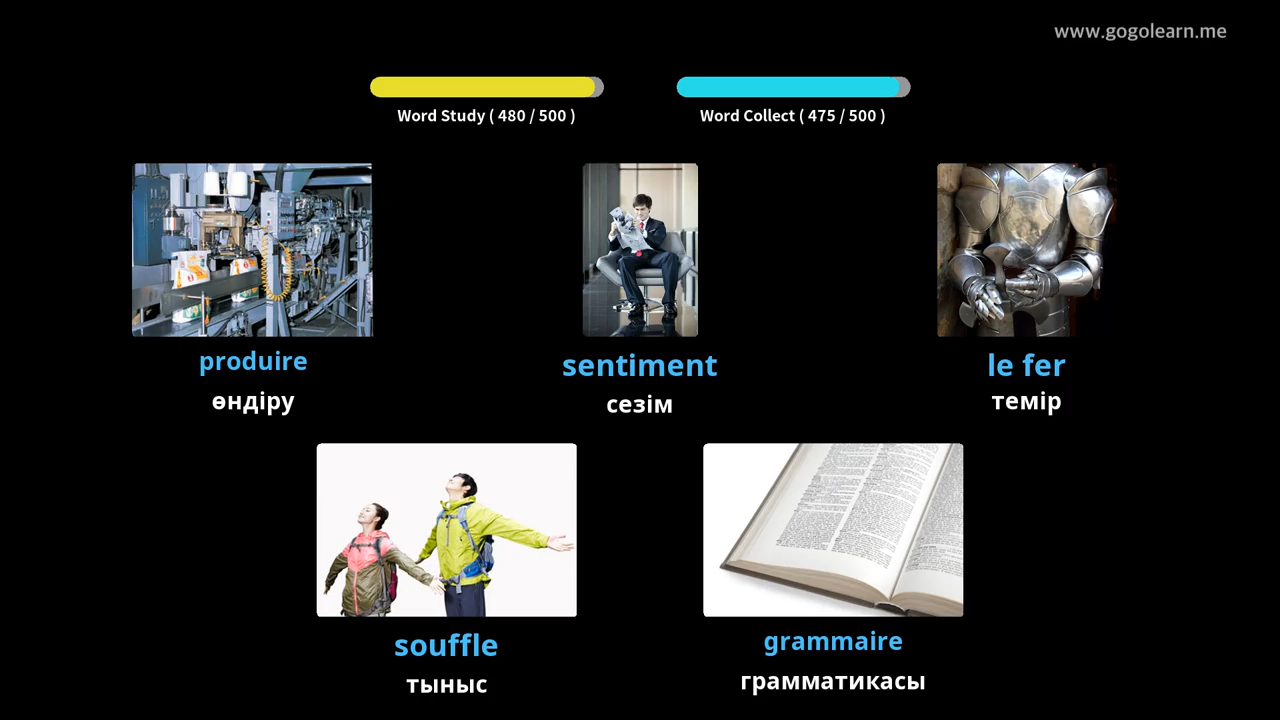 www.gogolearn.me
Word Study ( 480 / 500 )
Word Collect ( 475 / 500 )
produire
өндіру
sentiment
сезім
le fer
темір
souffle
тыныс
grammaire
грамматикасы